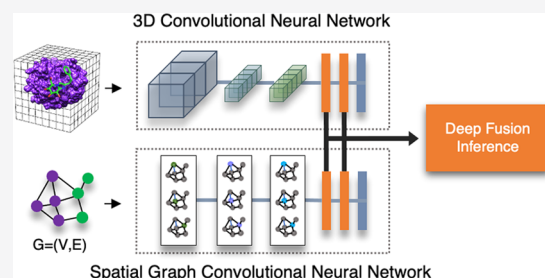 3D Convolutional Neural Network
Deep Fusion
Inference
G=(V,E)
Spatial Graph Convolutional Neural Network